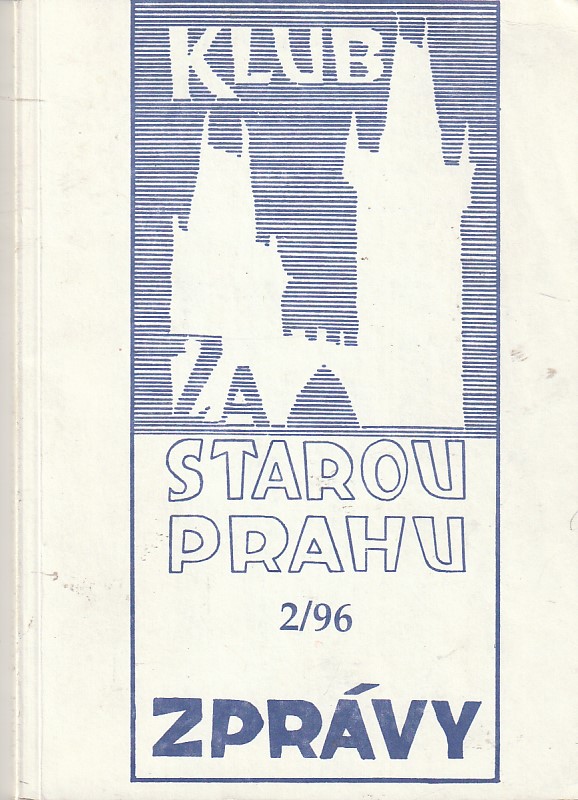 KLUB
ZA
STAROU
PRAHU
2/96
ZPRÁVY